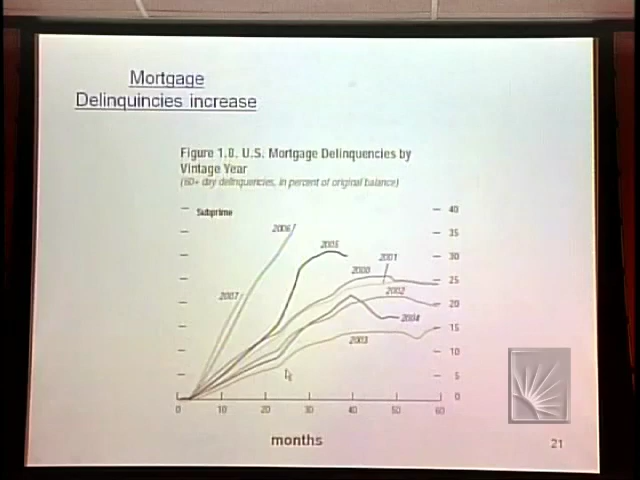 Mortgage
Delinquincies increase
Figure 1.8. U.S. Mortgage Delinquencies by
Vintage Year
(60+ day delinquencies, in percent of original balance)
Subprime
40
2006
35
2005
30
2001
2000
25
2007
2002
20
2004
15
2003
10
5
0
0 10 20 30 40 50 60
months
21